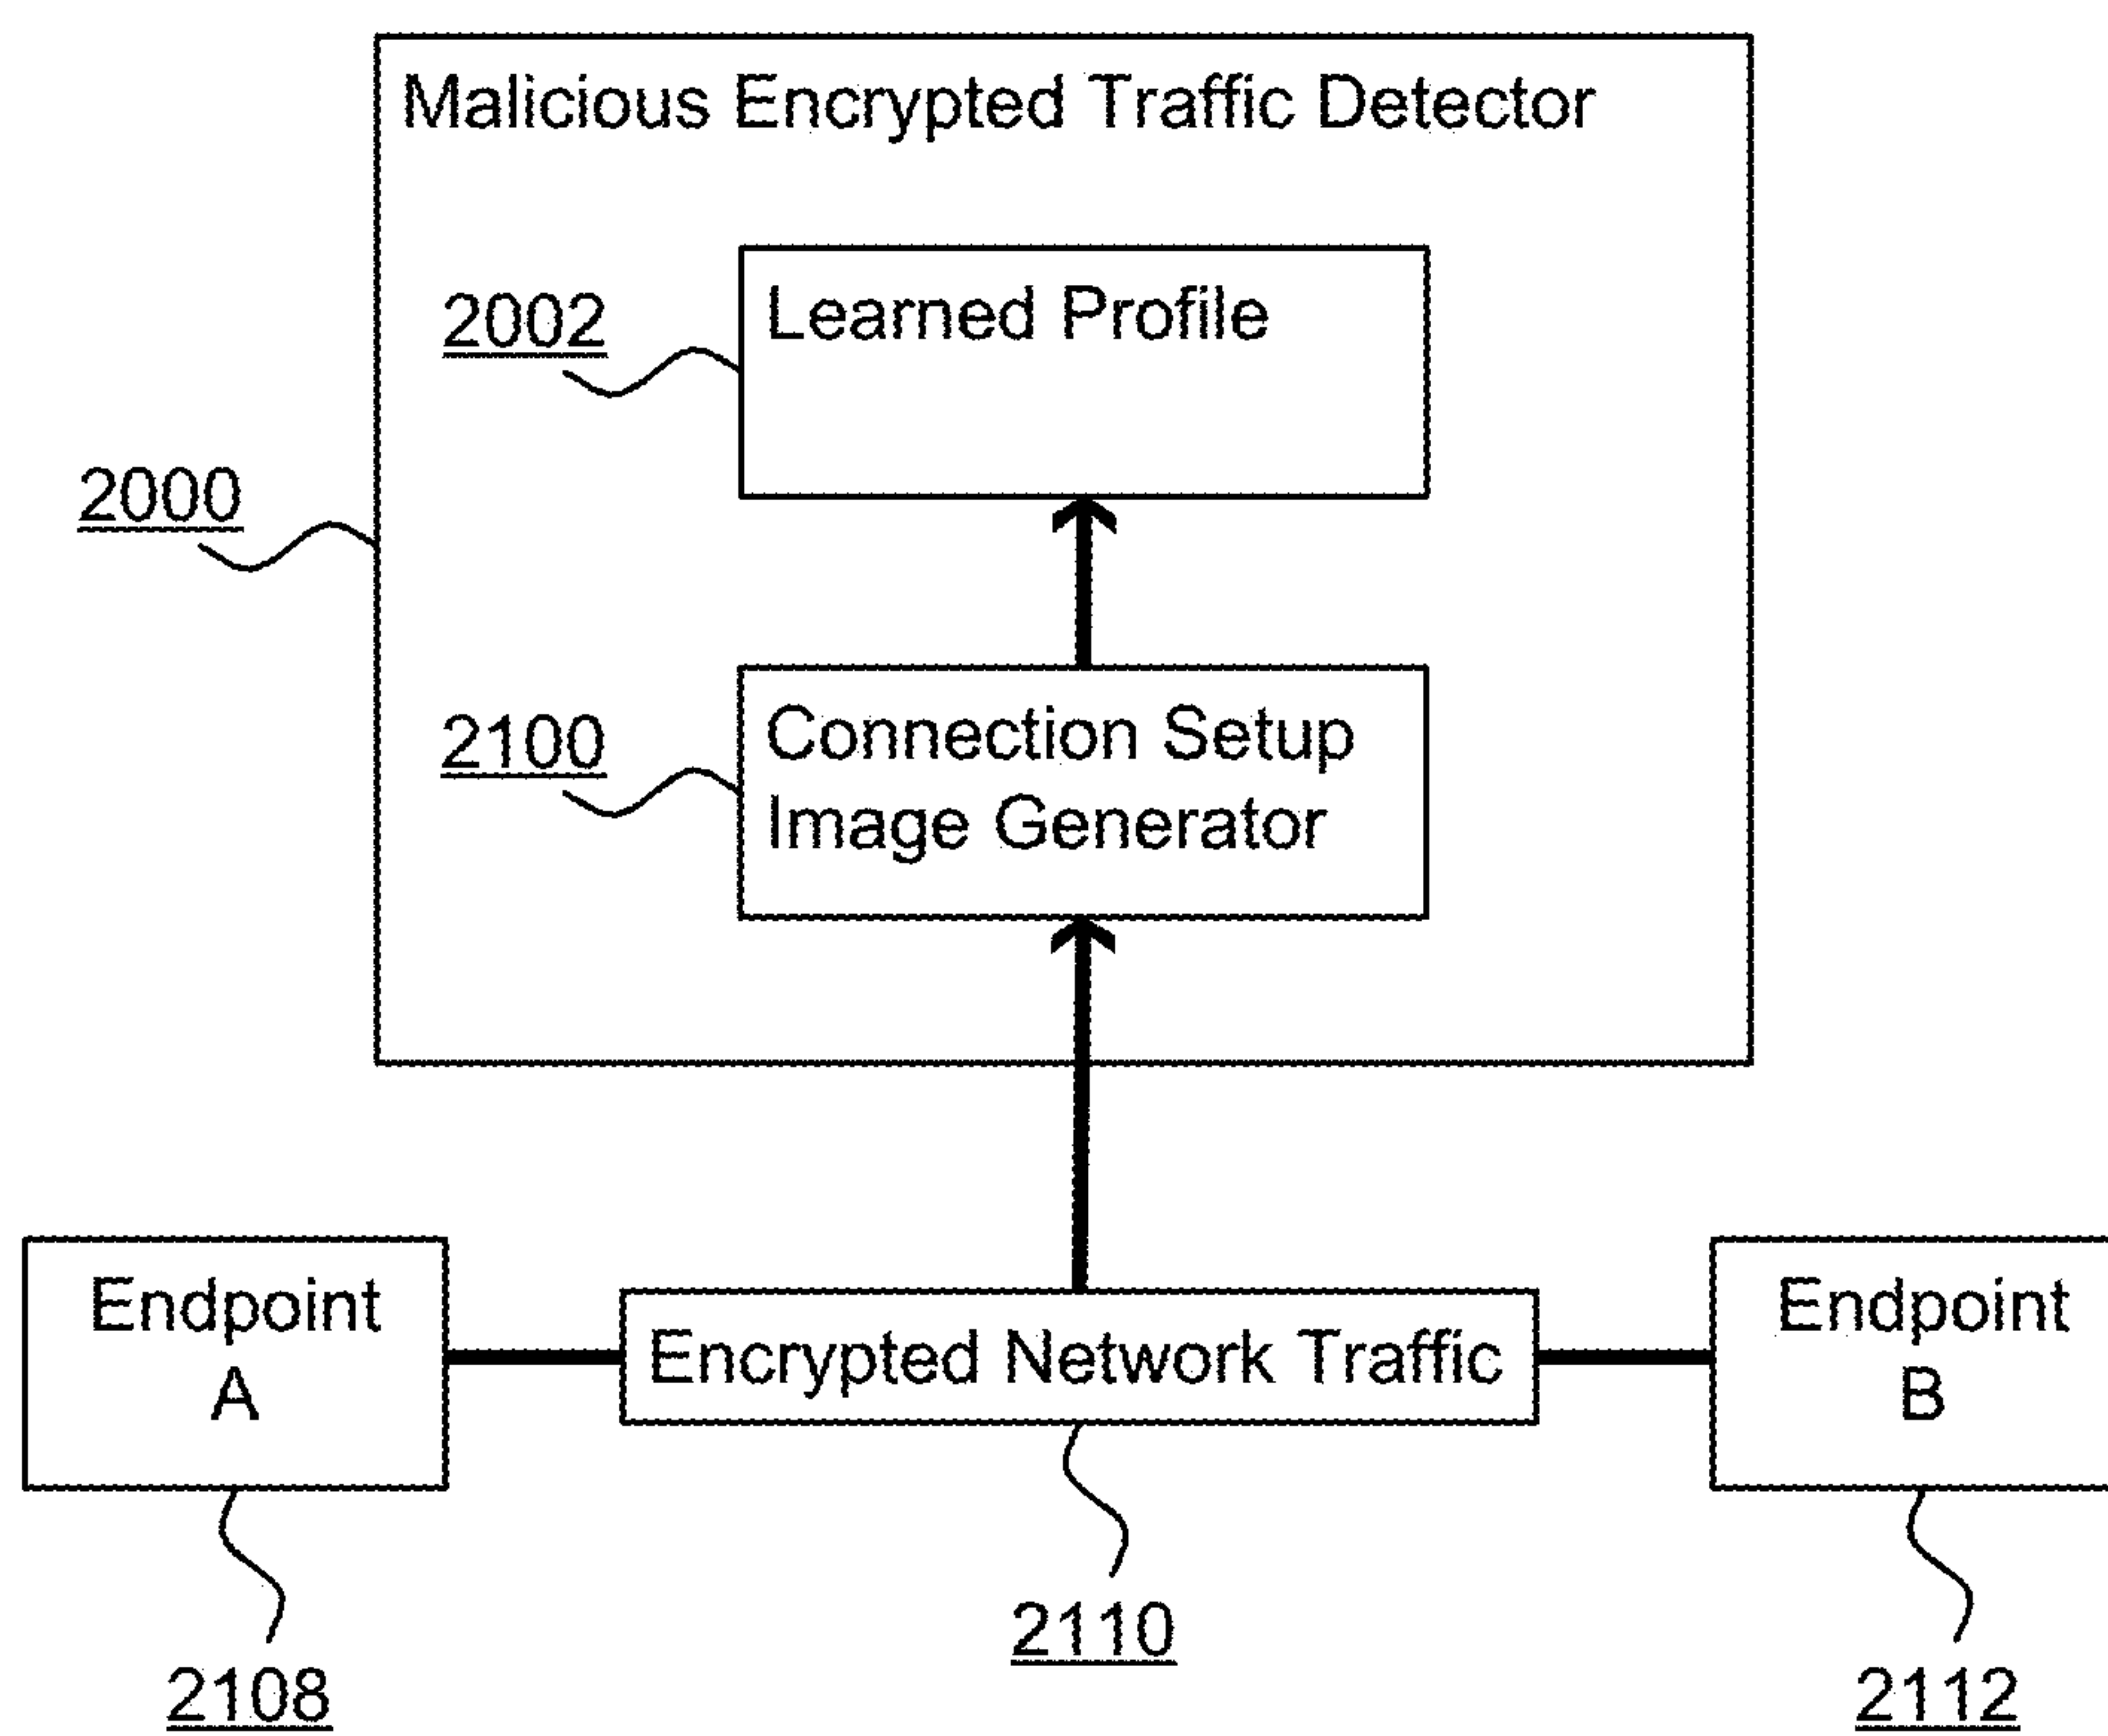 Malicious Encrypted Traffic Detector
2002
Learned Profile
2000
2100
Connection Setup
Image Generator
Endpoint
A
Encrypted Network Traffic
Endpoint
B
2110
2108
2112